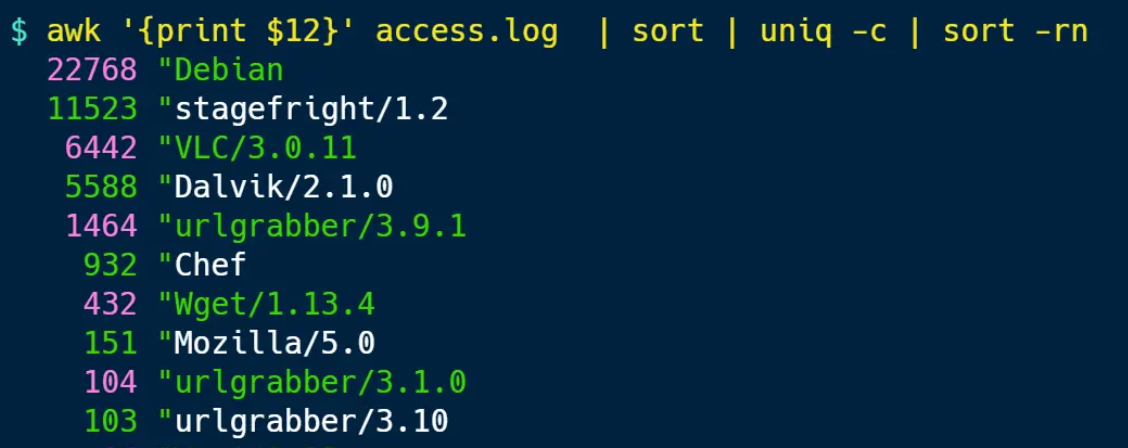 $ awk '{print $12}' access.log  | sort | uniq -c | sort -rn
22768 "Debian
11523 "stagefright/1.2
6442 "VLC/3.0.11
5588 "Dalvik/2.1.0
1464 "urlgrabber/3.9.1
932 "Chef
432 "Wget/1.13.4
151 "Mozilla/5.0
104 "urlgrabber/3.1.0
103 "urlgrabber/3.10